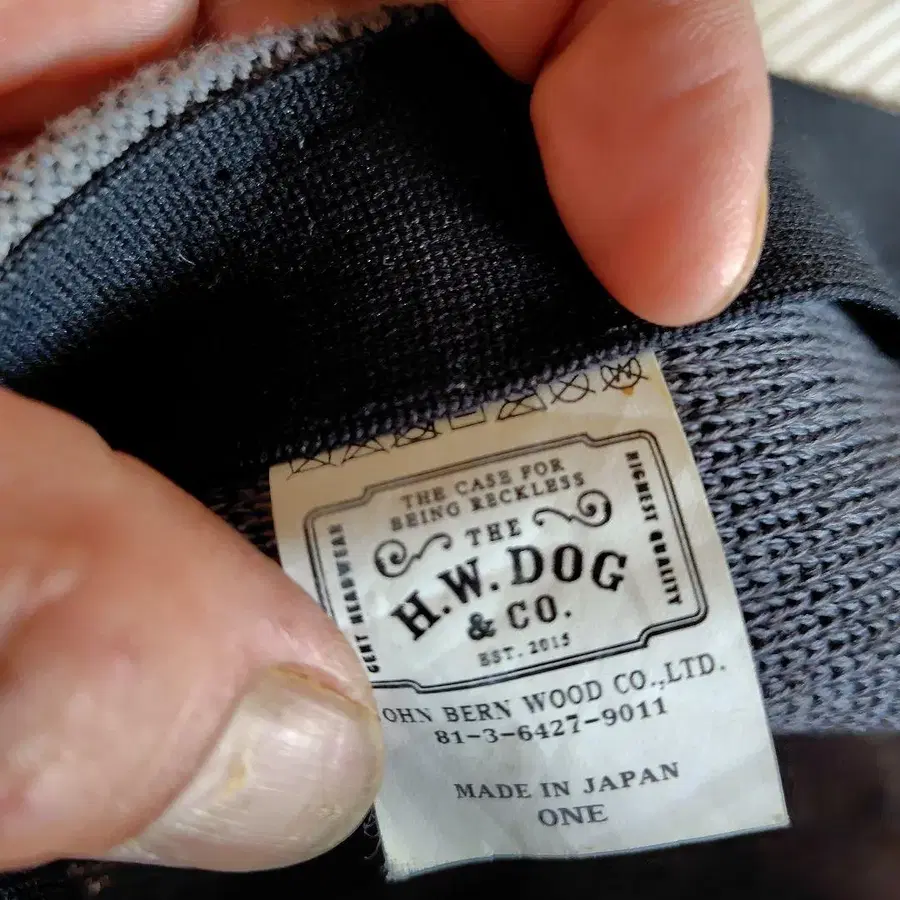 THE CASE FOR
BEING RECKLESS
THE
H.W. DOG
& CO.
EST. 2015
GENT HEADWEAR
HIGHEST QUALITY
OHN BERN WOOD CO.,LTD.
81-3-6427-9011
MADE IN JAPAN
ONE